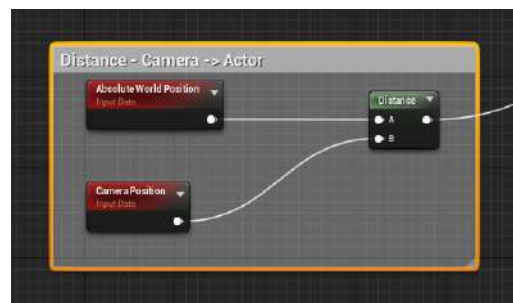 Distance - Camera -> Actor
Absolute World Position
Input Data
Distance
A
B
Camera Position
Input Data